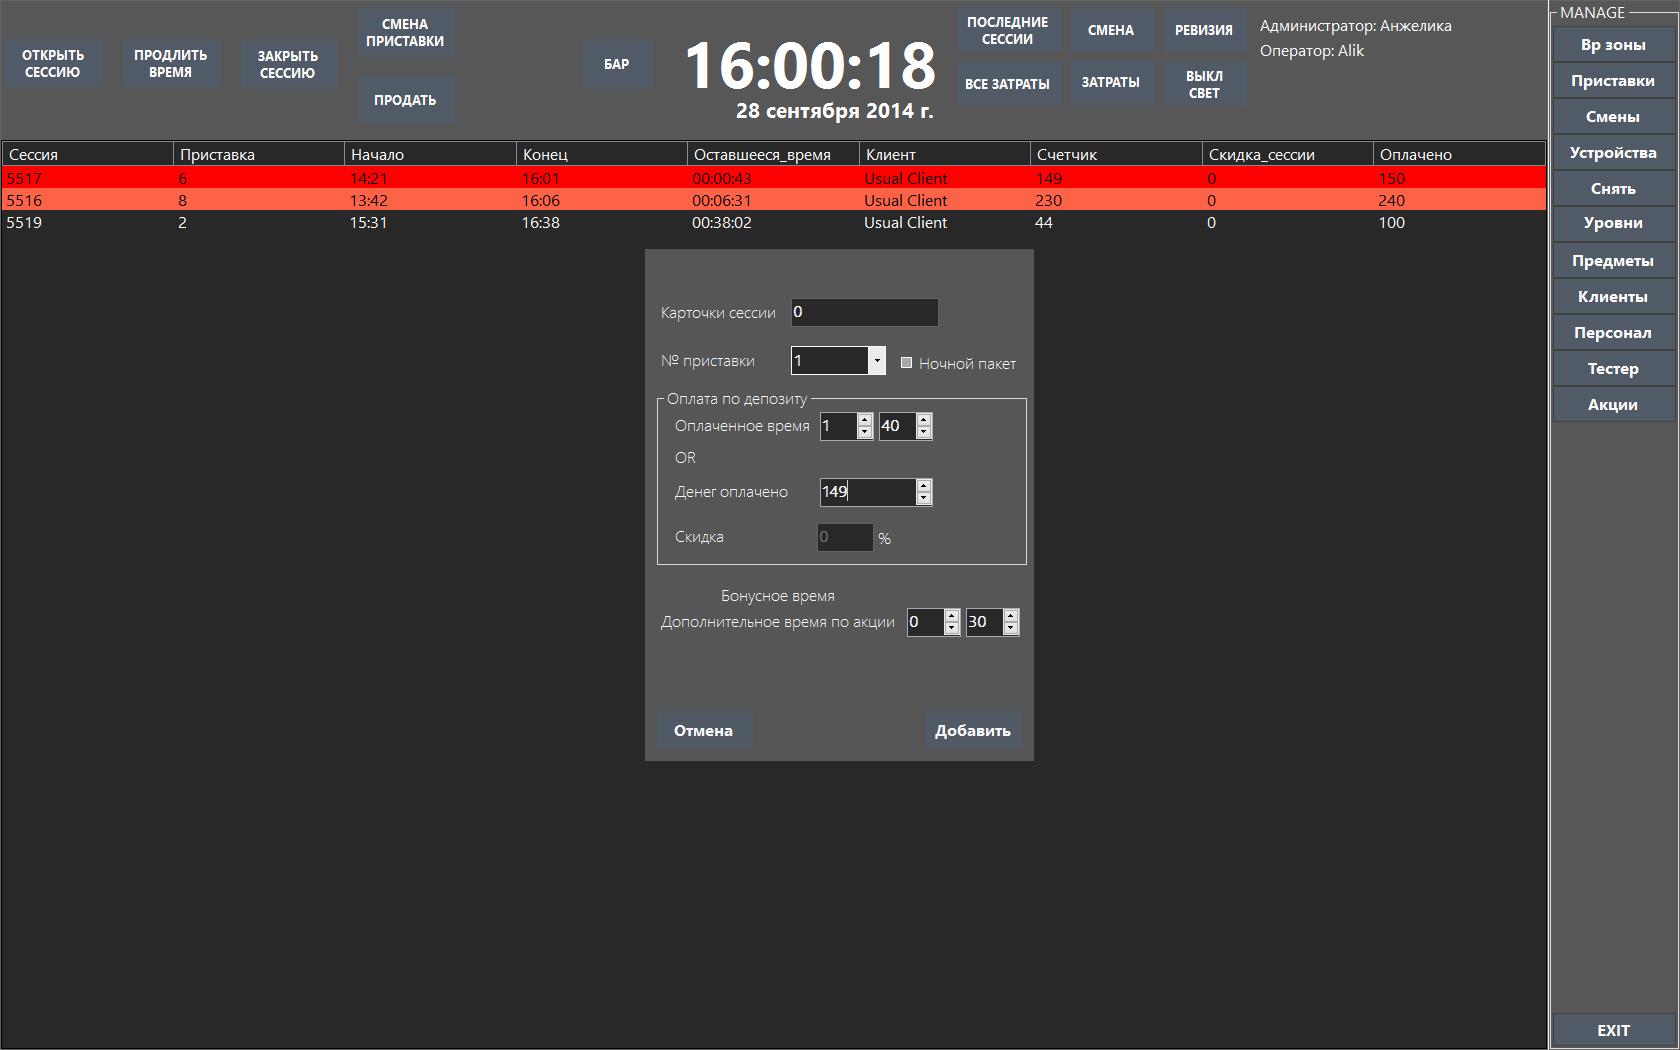 ОТКРЫТЬ
СЕССИЮ
ПРОДЛИТЬ
ВРЕМЯ
ЗАКРЫТЬ
СЕССИЮ
СМЕНА
ПРИСТАВКИ
ПРОДАТЬ
БАР
16:00:18
28 сентября 2014 г.
ПОСЛЕДНИЕ
СЕССИИ
СМЕНА
РЕВИЗИЯ
ВСЕ ЗАТРАТЫ
ЗАТРАТЫ
ВЫКЛ
СВЕТ
Администратор: Анжелика
Оператор: Alik
Сессия Приставка Начало Конец Оставшееся_время Клиент Счетчик Скидка_сессии Оплачено
5517 6 14:21 16:01 00:00:43 Usual Client 149 0 150
5516 8 13:42 16:06 00:06:31 Usual Client 230 0 240
5519 2 15:31 16:38 00:38:02 Usual Client 44 0 100
Карточки сессии 0
№ приставки 1 Ночной пакет
Оплата по депозиту
Оплаченное время 1 40
OR
Денег оплачено 149
Скидка 0 %
Бонусное время
Дополнительное время по акции 0 30
Отмена Добавить
MANAGE
Вр зоны
Приставки
Смены
Устройства
Снять
Уровни
Предметы
Клиенты
Персонал
Тестер
Акции
EXIT